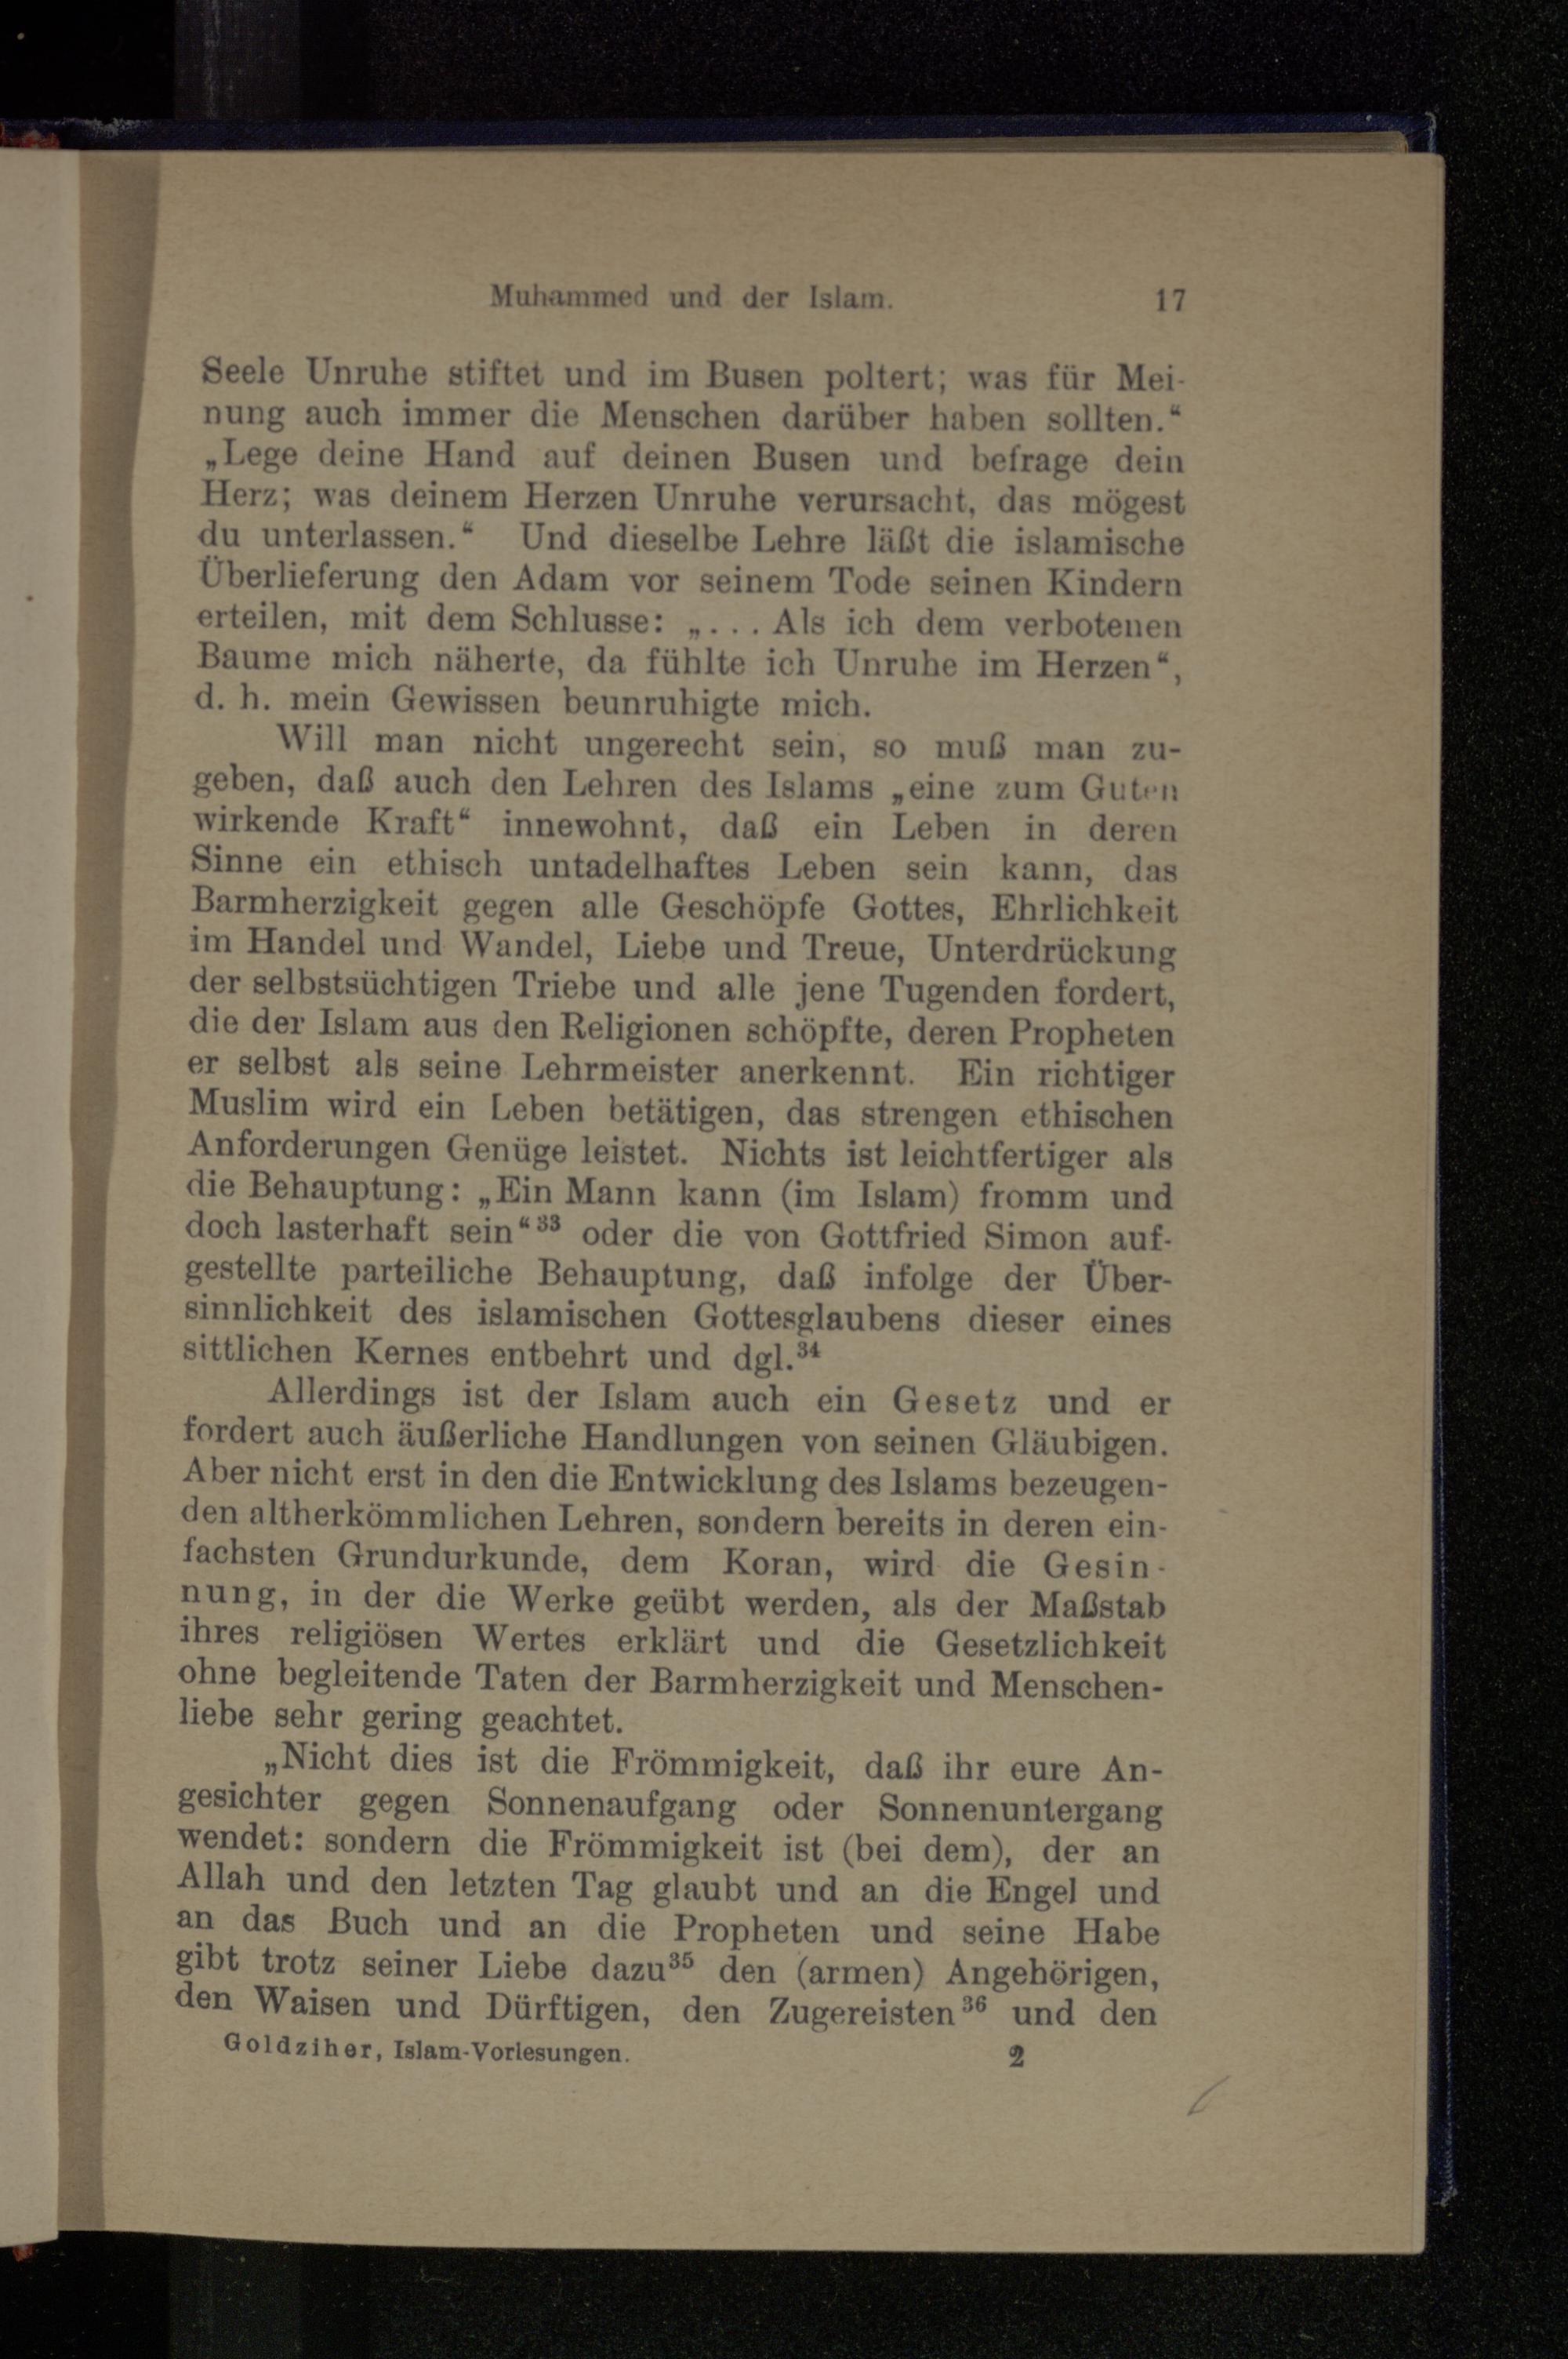 Muhammed und der Islam. 17
Seele Unruhe stiftet und im Busen poltert; was für Mei-
nung auch immer die Menschen darüber haben sollten.“
„Lege deine Hand auf deinen Busen und befrage dein
Herz; was deinem Herzen Unruhe verursacht, das mögest
du unterlassen.“ Und dieselbe Lehre läßt die islamische
Überlieferung den Adam vor seinem Tode seinen Kindern
erteilen, mit dem Schlusse: „... Als ich dem verbotenen
Baume mich näherte, da fühlte ich Unruhe im Herzen“,
d. h. mein Gewissen beunruhigte mich.
Will man nicht ungerecht sein, so muß man zu-
geben, daß auch den Lehren des Islams „eine zum Guten
wirkende Kraft“ innewohnt, daß ein Leben in deren
Sinne ein ethisch untadelhaftes Leben sein kann, das
Barmherzigkeit gegen alle Geschöpfe Gottes, Ehrlichkeit
im Handel und Wandel, Liebe und Treue, Unterdrückung
der selbstsüchtigen Triebe und alle jene Tugenden fordert,
die der Islam aus den Religionen schöpfte, deren Propheten
er selbst als seine Lehrmeister anerkennt. Ein richtiger
Muslim wird ein Leben betätigen, das strengen ethischen
Anforderungen Genüge leistet. Nichts ist leichtfertiger als
die Behauptung: „Ein Mann kann (im Islam) fromm und
doch lasterhaft sein“³³ oder die von Gottfried Simon auf-
gestellte parteiliche Behauptung, daß infolge der Über-
sinnlichkeit des islamischen Gottesglaubens dieser eines
sittlichen Kernes entbehrt und dgl.³⁴
Allerdings ist der Islam auch ein Gesetz und er
fordert auch äußerliche Handlungen von seinen Gläubigen.
Aber nicht erst in den die Entwicklung des Islams bezeugen-
den altherkömmlichen Lehren, sondern bereits in deren ein-
fachsten Grundurkunde, dem Koran, wird die Gesin-
nung, in der die Werke geübt werden, als der Maßstab
ihres religiösen Wertes erklärt und die Gesetzlichkeit
ohne begleitende Taten der Barmherzigkeit und Menschen-
liebe sehr gering geachtet.
„Nicht dies ist die Frömmigkeit, daß ihr eure An-
gesichter gegen Sonnenaufgang oder Sonnenuntergang
wendet: sondern die Frömmigkeit ist (bei dem), der an
Allah und den letzten Tag glaubt und an die Engel und
an das Buch und an die Propheten und seine Habe
gibt trotz seiner Liebe dazu³⁵ den (armen) Angehörigen,
den Waisen und Dürftigen, den Zugereisten³⁶ und den
Goldziher, Islam-Vorlesungen. 2